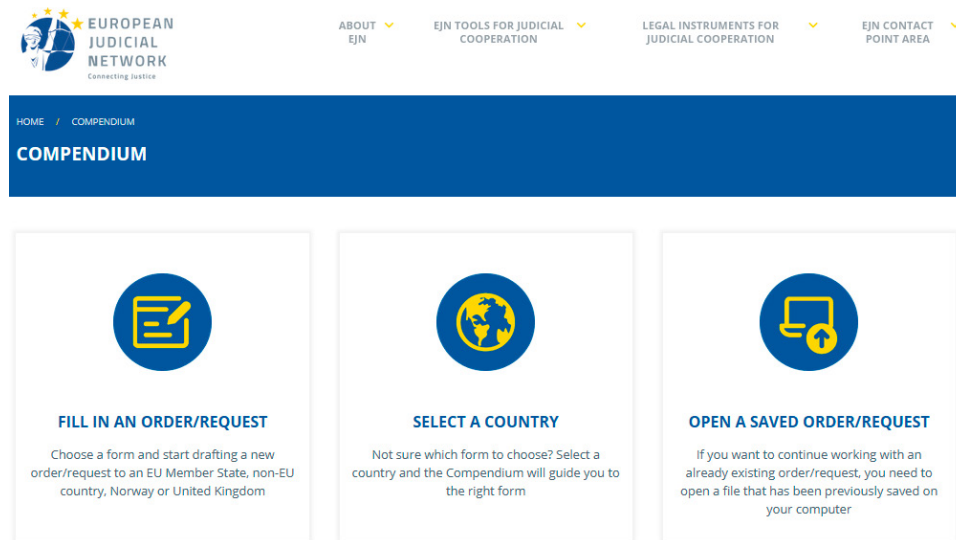 EUROPEAN
JUDICIAL
NETWORK
Connecting Justice
ABOUT
EJN
EJN TOOLS FOR JUDICIAL
COOPERATION
LEGAL INSTRUMENTS FOR
JUDICIAL COOPERATION
EJN CONTACT
POINT AREA
HOME / COMPENDIUM
COMPENDIUM
FILL IN AN ORDER/REQUEST
Choose a form and start drafting a new
order/request to an EU Member State, non-EU
country, Norway or United Kingdom
SELECT A COUNTRY
Not sure which form to choose? Select a
country and the Compendium will guide you to
the right form
OPEN A SAVED ORDER/REQUEST
If you want to continue working with an
already existing order/request, you need to
open a file that has been previously saved on
your computer